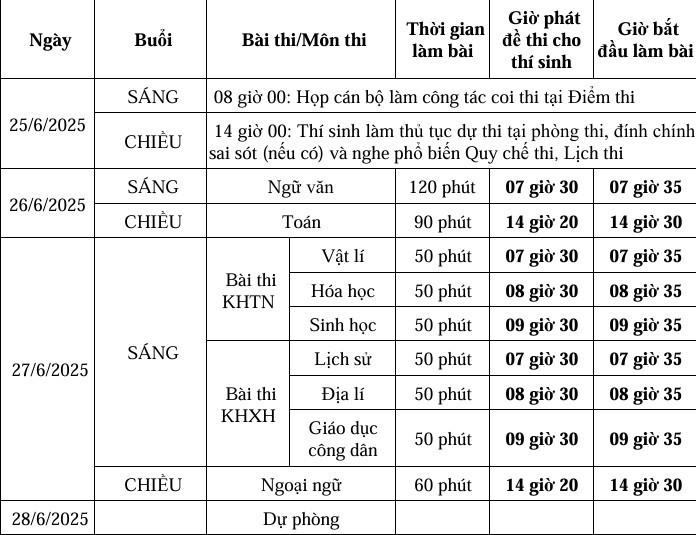 Ngày Buổi Bài thi/Môn thi Thời gian làm bài Giờ phát đề thi cho thí sinh Giờ bắt đầu làm bài
25/6/2025 SÁNG 08 giờ 00: Họp cán bộ làm công tác coi thi tại Điểm thi
CHIỀU 14 giờ 00: Thí sinh làm thủ tục dự thi tại phòng thi, đính chính
sai sót (nếu có) và nghe phổ biến Quy chế thi, Lịch thi
26/6/2025 SÁNG Ngữ văn 120 phút 07 giờ 30 07 giờ 35
CHIỀU Toán 90 phút 14 giờ 20 14 giờ 30
27/6/2025 SÁNG Bài thi KHTN Vật lí 50 phút 07 giờ 30 07 giờ 35
Hóa học 50 phút 08 giờ 30 08 giờ 35
Sinh học 50 phút 09 giờ 30 09 giờ 35
Bài thi KHXH Lịch sử 50 phút 07 giờ 30 07 giờ 35
Địa lí 50 phút 08 giờ 30 08 giờ 35
Giáo dục công dân 50 phút 09 giờ 30 09 giờ 35
CHIỀU Ngoại ngữ 60 phút 14 giờ 20 14 giờ 30
28/6/2025 Dự phòng